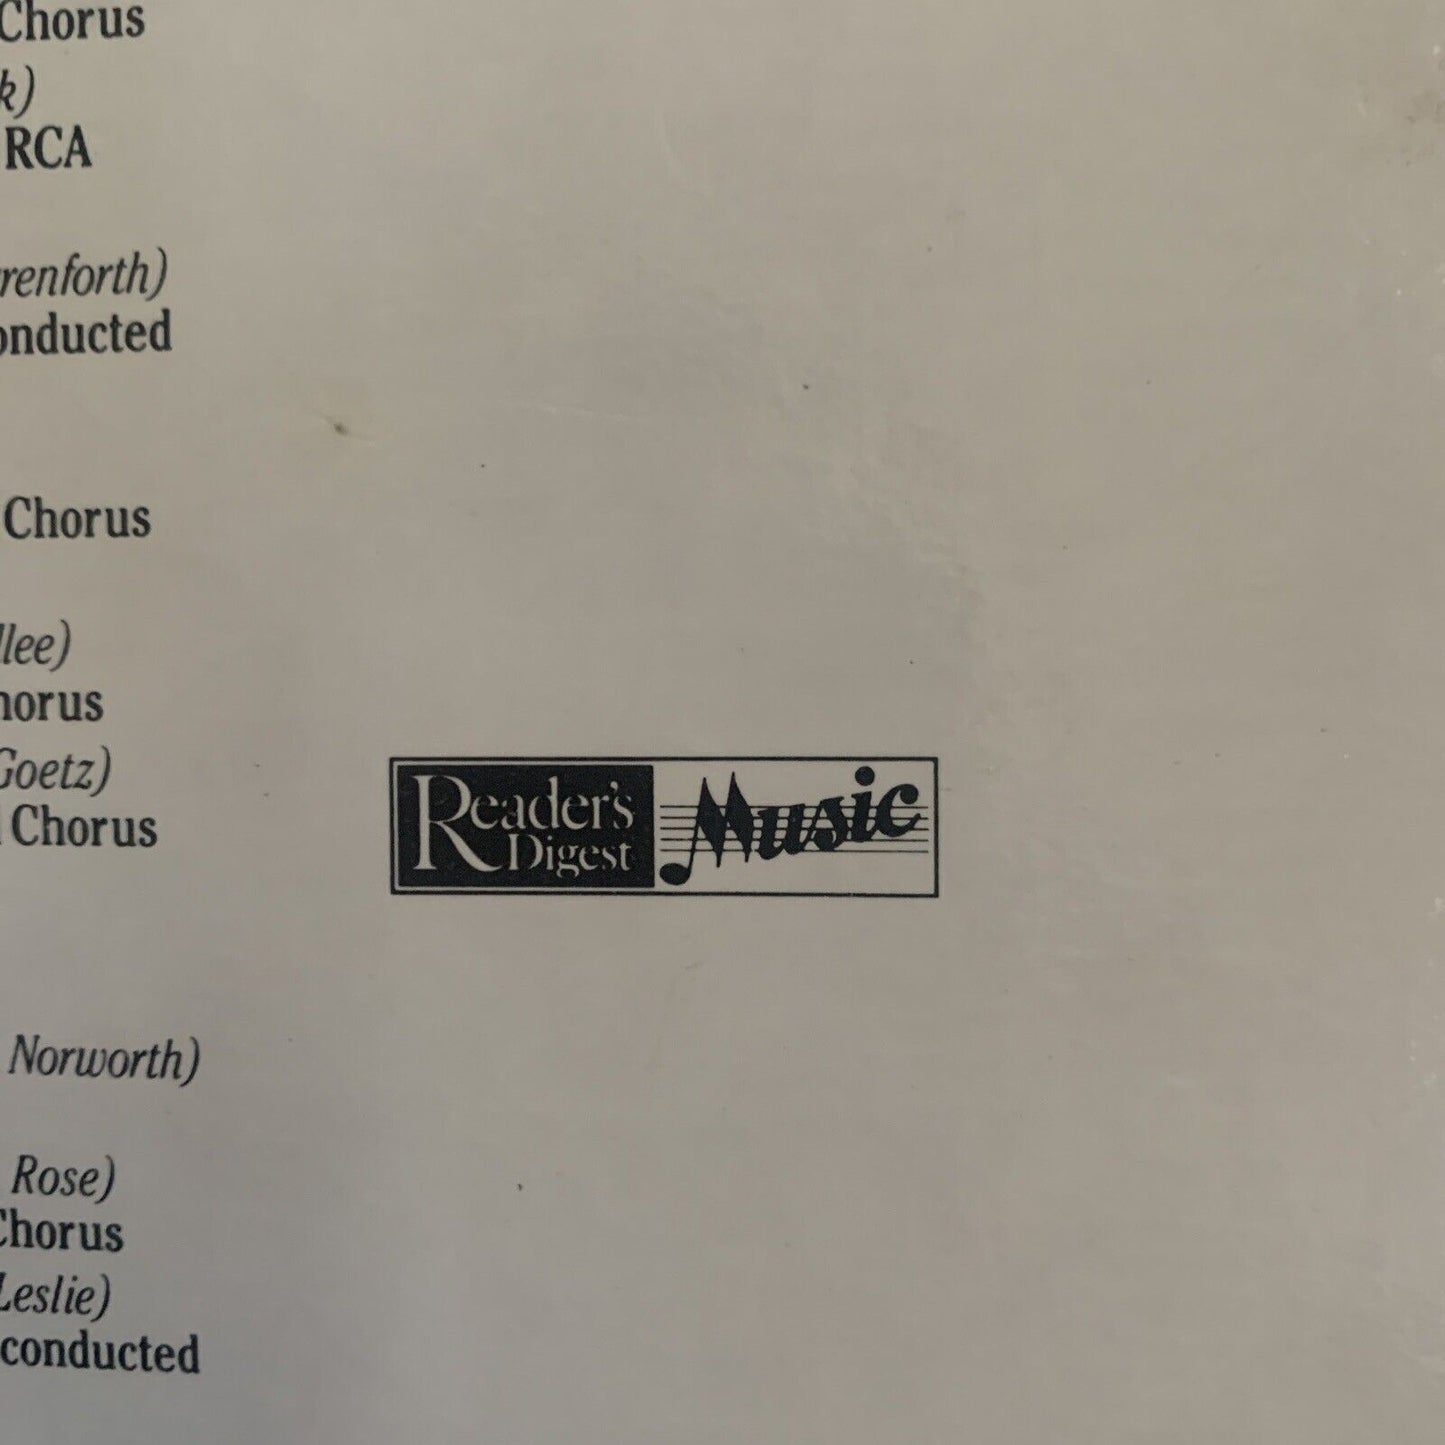 Chorus
k)
RCA
renforth)
onducted
Chorus
llee)
horus
Goetz)
Chorus
Reader's
Digest
Music
Norworth)
Rose)
Chorus
Leslie)
conducted